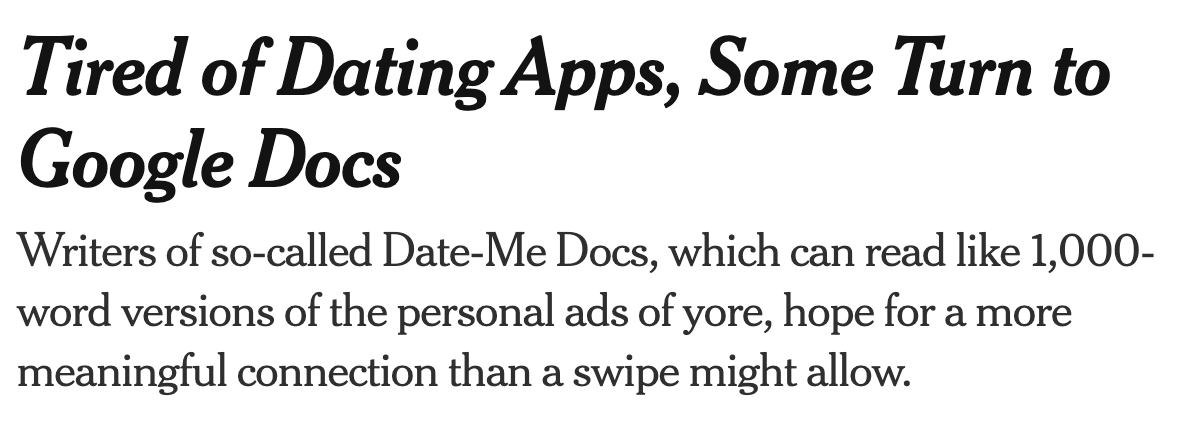 Tired of Dating Apps, Some Turn to
Google Docs
Writers of so-called Date-Me Docs, which can read like 1,000-
word versions of the personal ads of yore, hope for a more
meaningful connection than a swipe might allow.